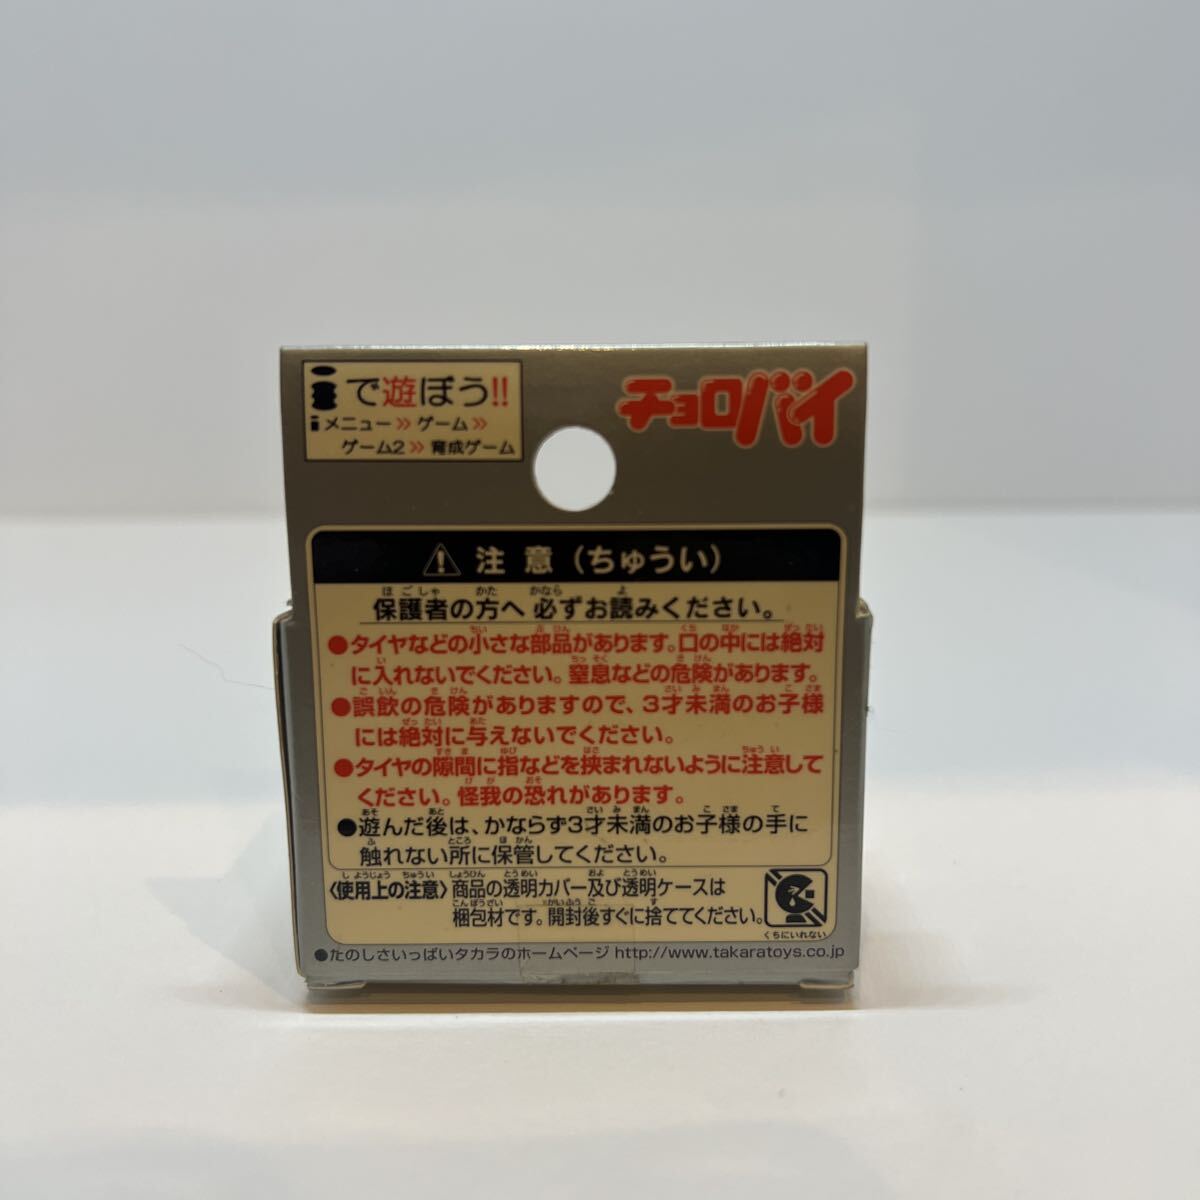 iで遊ぼう!!
iメニュー»ゲーム»
ゲーム2»育成ゲーム
チョロバイ
注意（ちゅうい）
保護者の方へ 必ずお読みください。
●タイヤなどの小さな部品があります。口の中には絶対
に入れないでください。窒息などの危険があります。
●誤飲の危険がありますので、3才未満のお子様
には絶対に与えないでください。
●タイヤの隙間に指などを挟まれないように注意して
ください。怪我の恐れがあります。
●遊んだ後は、かならず3才未満のお子様の手に
触れない所に保管してください。
〈使用上の注意〉商品の透明カバー及び透明ケースは
梱包材です。開封後すぐに捨ててください。
くちにいれない
●たのしさいっぱいタカラのホームページ http://www.takaratoys.co.jp